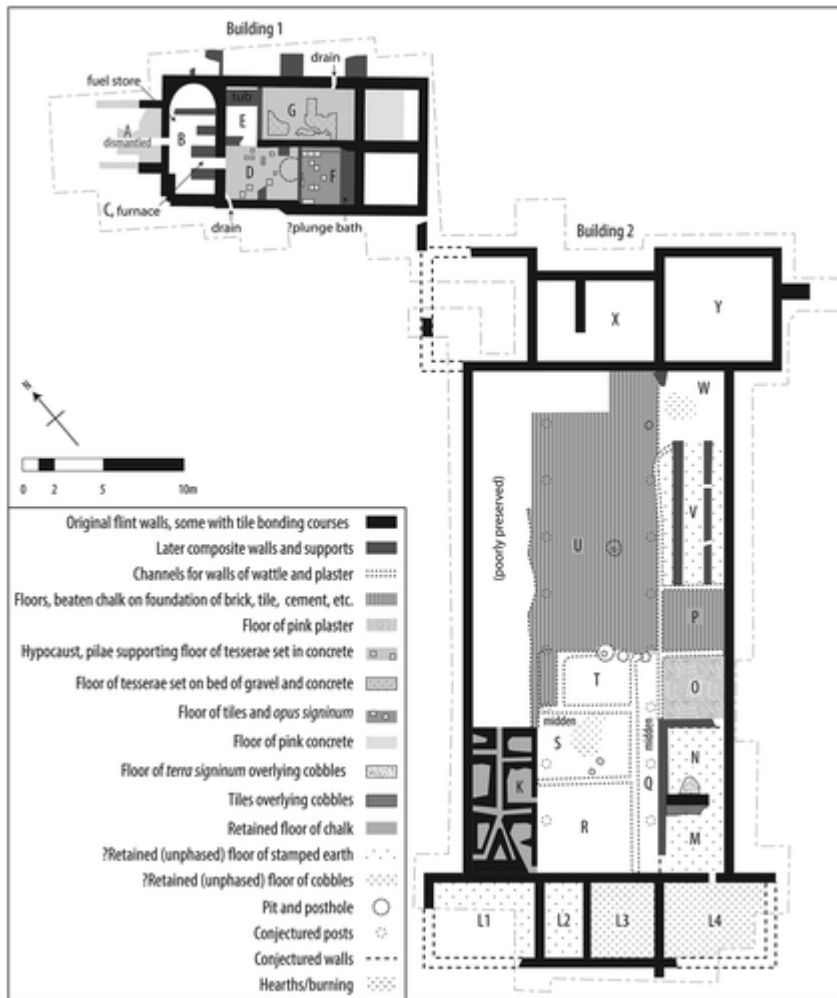 Building 1
drain
fuel store
tub
G
A
dismantled
B
E
D
F
C, furnace
drain
?plunge bath
Building 2
X
Y
N
W
0 2 5 10m
(poorly preserved)
V
U
P
T
O
midden
midden
S
N
K
Q
R
M
L1
L2
L3
L4
Original flint walls, some with tile bonding courses
Later composite walls and supports
Channels for walls of wattle and plaster
Floors, beaten chalk on foundation of brick, tile, cement, etc.
Floor of pink plaster
Hypocaust, pilae supporting floor of tesserae set in concrete
Floor of tesserae set on bed of gravel and concrete
Floor of tiles and opus signinum
Floor of pink concrete
Floor of terra signinum overlying cobbles
Tiles overlying cobbles
Retained floor of chalk
?Retained (unphased) floor of stamped earth
?Retained (unphased) floor of cobbles
Pit and posthole
Conjectured posts
Conjectured walls
Hearths/burning